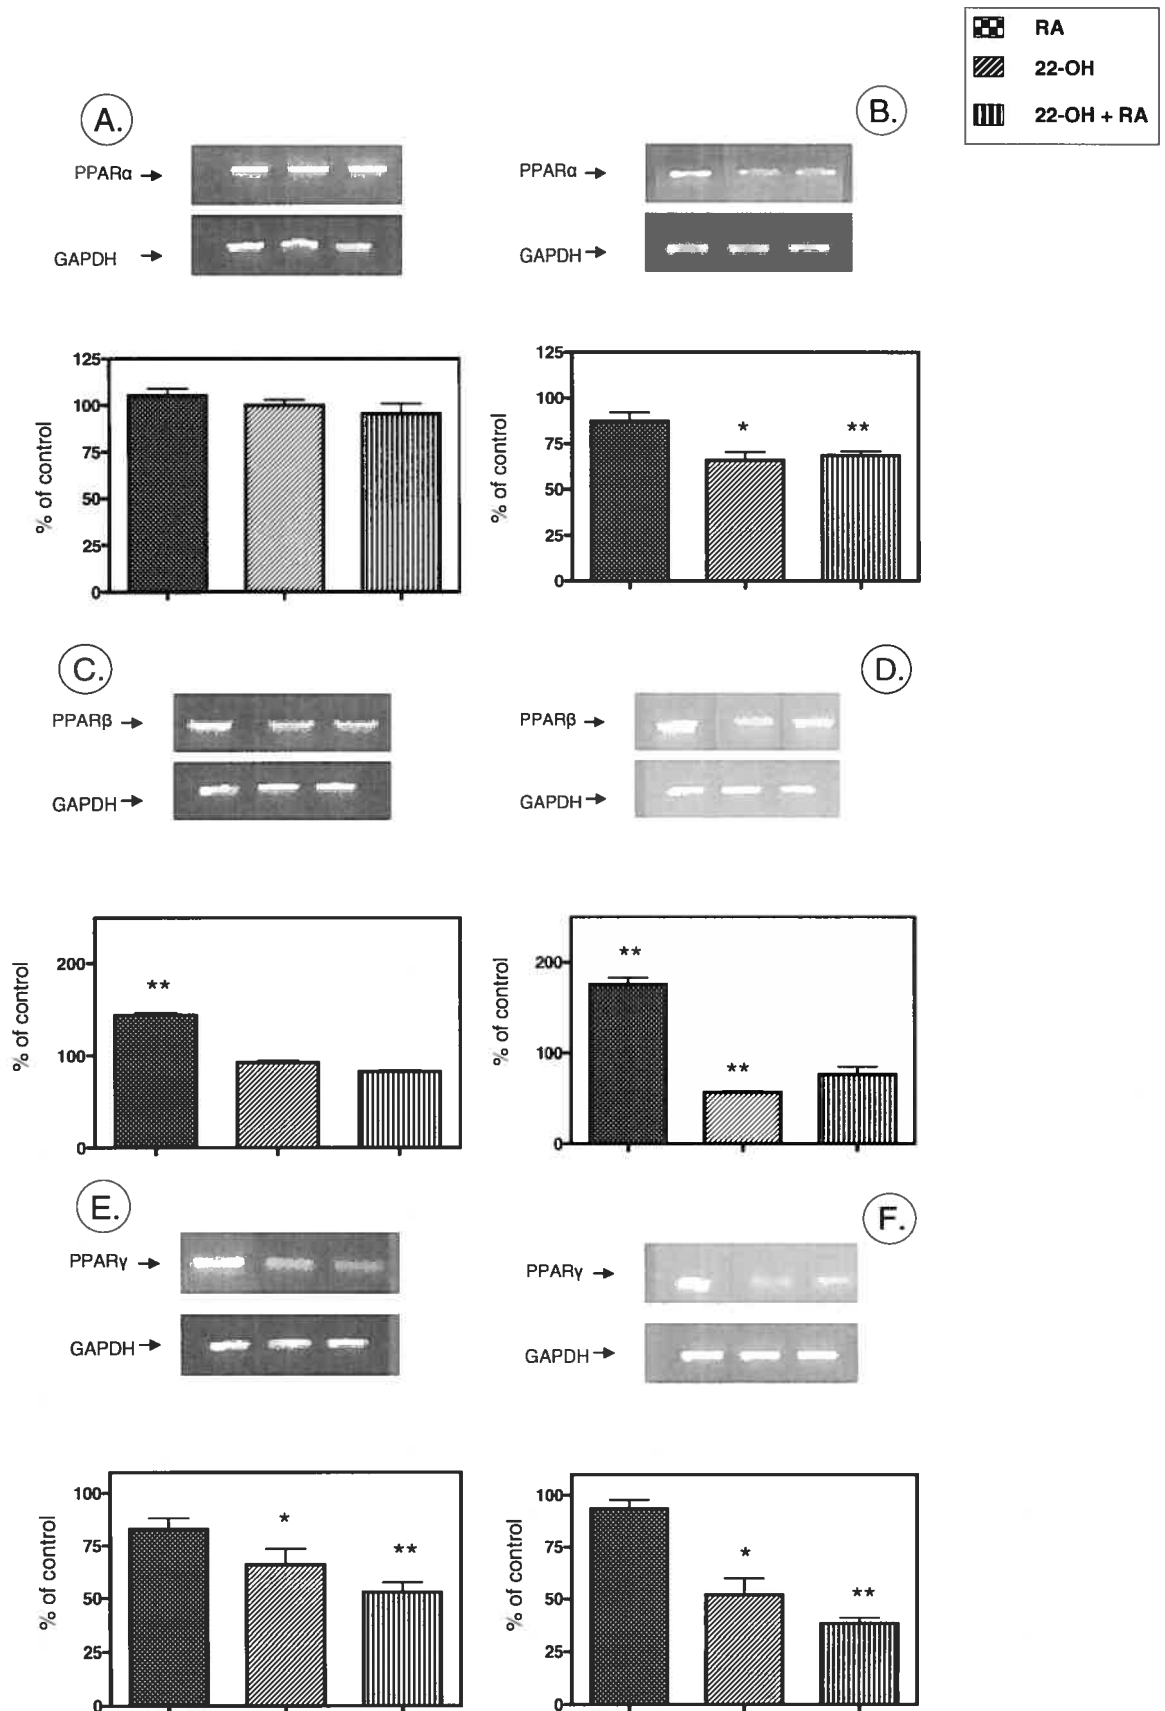 RA
22-OH
22-OH + RA
A.
PPARα
GAPDH
125
100
75
50
25
0
% of control
B.
PPARα
GAPDH
125
100
75
50
25
0
% of control
*
**
C.
PPARβ
GAPDH
200
100
0
% of control
**
D.
PPARβ
GAPDH
200
100
0
% of control
**
**
E.
PPARγ
GAPDH
100
75
50
25
0
% of control
*
**
F.
PPARγ
GAPDH
100
75
50
25
0
% of control
*
**